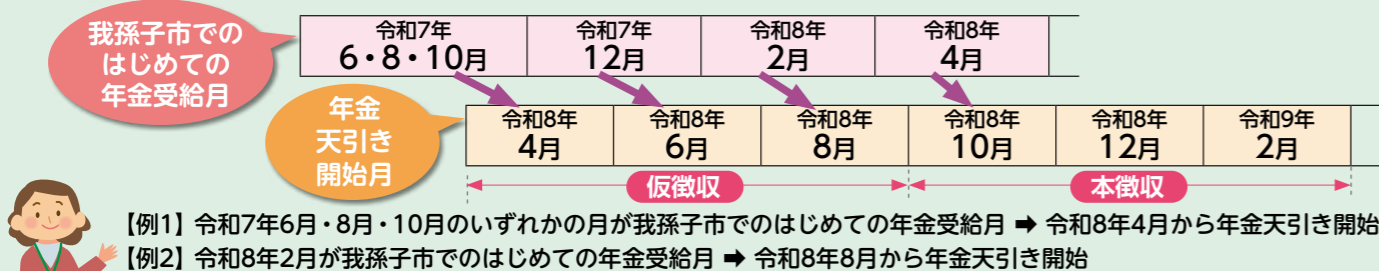 我孫子市での
はじめての
年金受給月
令和7年
6・8・10月
令和7年
12月
令和8年
2月
令和8年
4月
年金
天引き
開始月
令和8年
4月
令和8年
6月
令和8年
8月
令和8年
10月
令和8年
12月
令和9年
2月
仮徴収
本徴収
【例1】令和7年6月・8月・10月のいずれかの月が我孫子市でのはじめての年金受給月 ➡ 令和8年4月から年金天引き開始
【例2】令和8年2月が我孫子市でのはじめての年金受給月 ➡ 令和8年8月から年金天引き開始